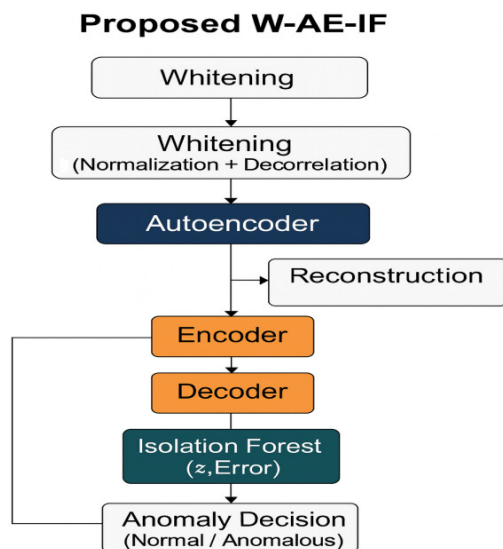 Proposed W-AE-IF
Whitening
Whitening
(Normalization + Decorrelation)
Autoencoder
Reconstruction
Encoder
Decoder
Isolation Forest
(z,Error)
Anomaly Decision
(Normal / Anomalous)